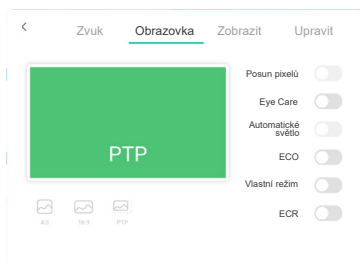 Zvuk Obrazovka Zobrazit Upravit
Posun pixelů
Eye Care
Automatické
světlo
PTP
ECO
Vlastní režim
ECR
4:3 16:9 PTP